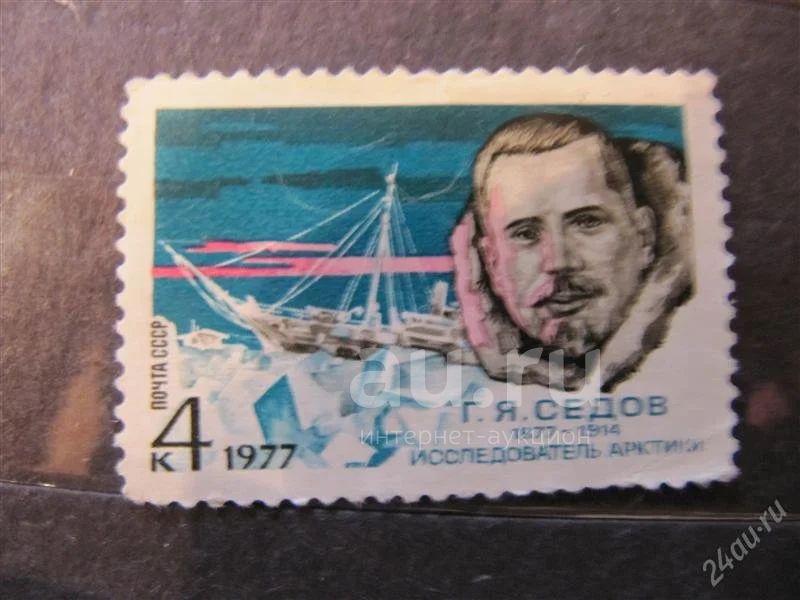 ПОЧТА СССР
4
К
1977
Г. Я. СЕДОВ
1877-1914
ИССЛЕДОВАТЕЛЬ АРКТИКИ
au.ru
интернет-аукцион
24au.ru